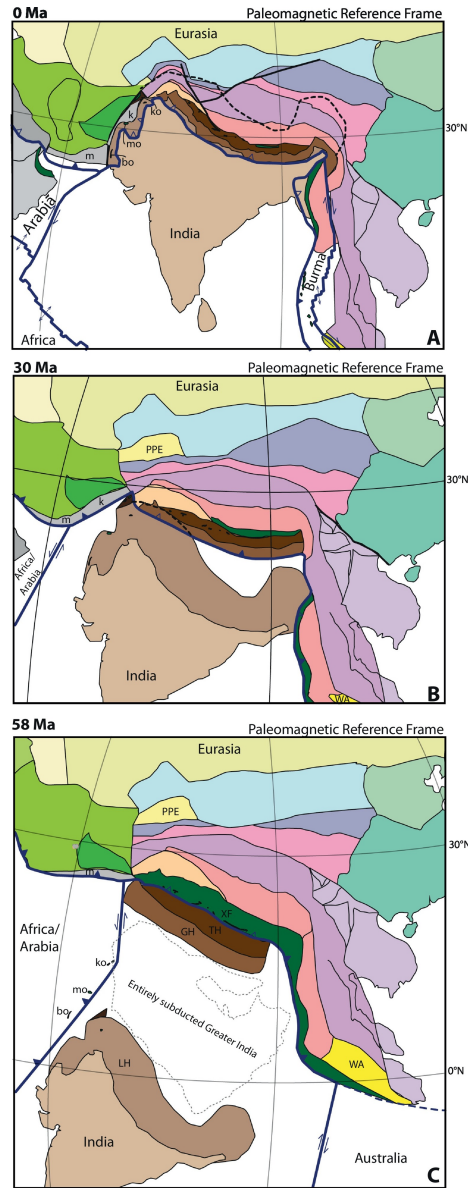 0 Ma
Paleomagnetic Reference Frame
Eurasia
30°N
k
ko
m
mo
bo
Arabia
India
Burma
Africa
A
30 Ma
Paleomagnetic Reference Frame
Eurasia
PPE
30°N
k
m
Africa/
Arabia
India
WA
B
58 Ma
Paleomagnetic Reference Frame
Eurasia
PPE
30°N
m
XF
TH
GH
Africa/
Arabia
ko
mo
bo
Entirely subducted Greater India
LH
WA
0°N
India
Australia
C